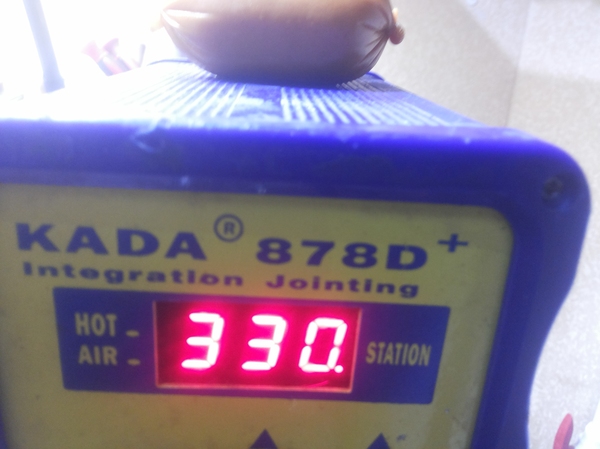 KADA® 878D+
Integration Jointing
HOT
AIR
330.
STATION